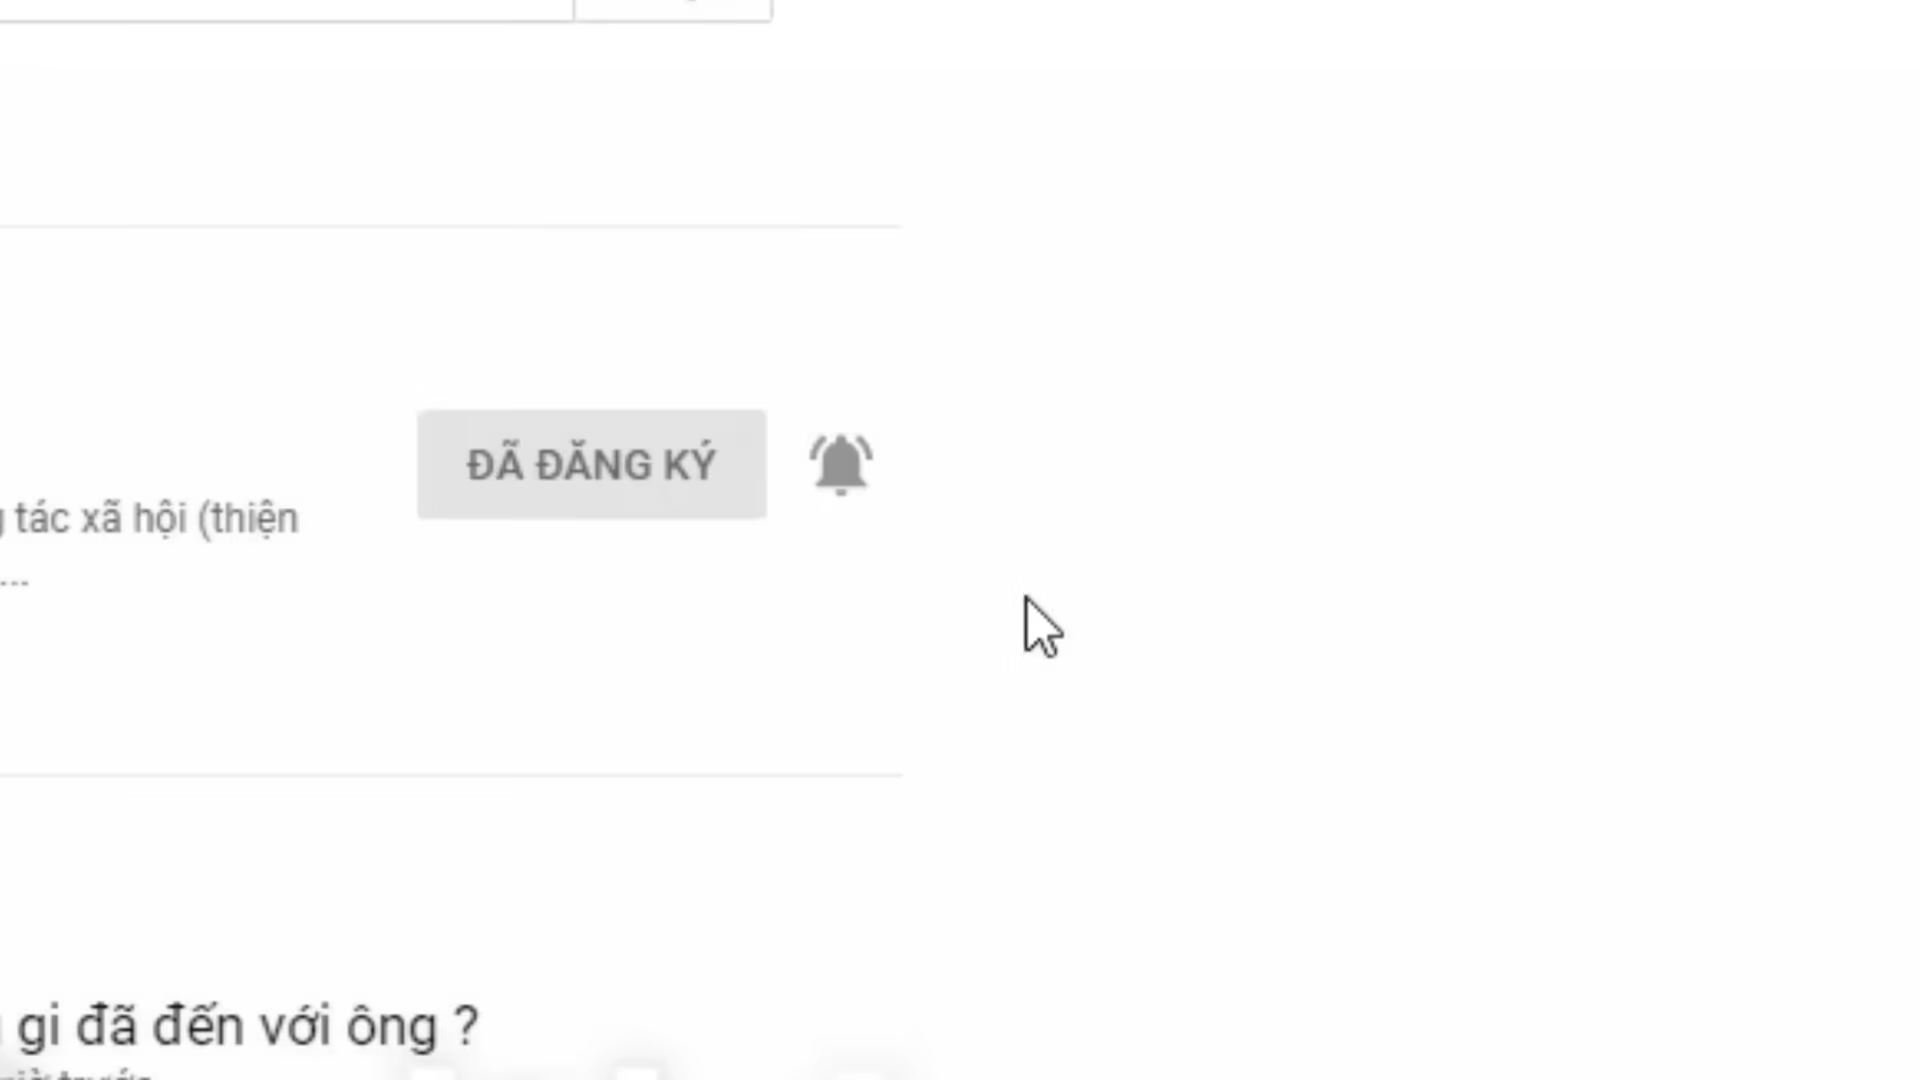 ĐÃ ĐĂNG KÝ
tác xã hội (thiện
...
gi đã đến với ông ?